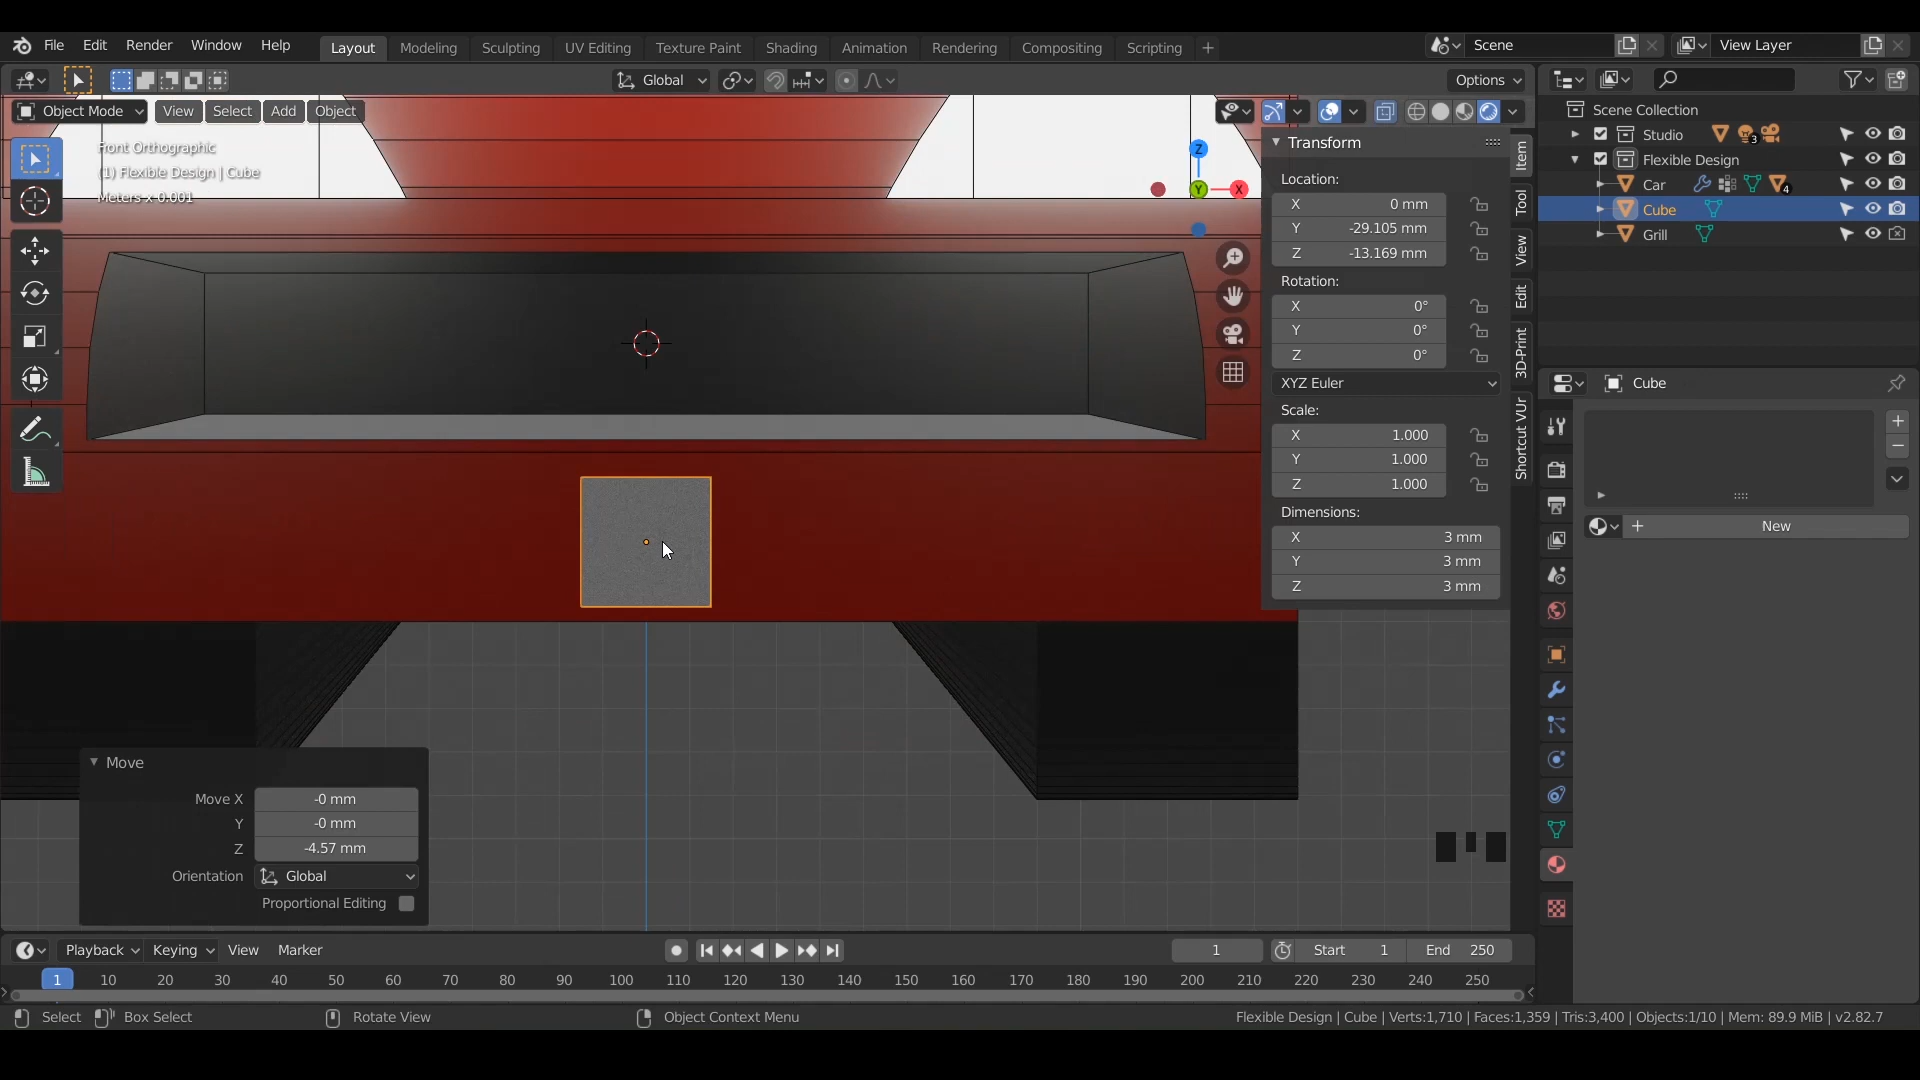 File Edit Render Window Help Layout Modeling Sculpting UV Editing Texture Paint Shading Animation Rendering Compositing Scripting + Scene View Layer
Global Options
Object Mode View Select Add Object
Front Orthographic
(1) Flexible Design | Cube
Meters x 0.001
Z
Y
X
Transform
Location:
X 0 mm
Y -29.105 mm
Z -13.169 mm
Rotation:
X 0°
Y 0°
Z 0°
XYZ Euler
Scale:
X 1.000
Y 1.000
Z 1.000
Dimensions:
X 3 mm
Y 3 mm
Z 3 mm
Item
Tool
View
Edit
3D-Print
Shortcut VUr
Scene Collection
Studio 3
Flexible Design
Car 4
Cube
Grill
Cube
New
Move
Move X -0 mm
Y -0 mm
Z -4.57 mm
Orientation Global
Proportional Editing
Playback Keying View Marker 1 Start 1 End 250
1 10 20 30 40 50 60 70 80 90 100 110 120 130 140 150 160 170 180 190 200 210 220 230 240 250
Select Box Select Rotate View Object Context Menu Flexible Design | Cube | Verts:1,710 | Faces:1,359 | Tris:3,400 | Objects:1/10 | Mem: 89.9 MiB | v2.82.7